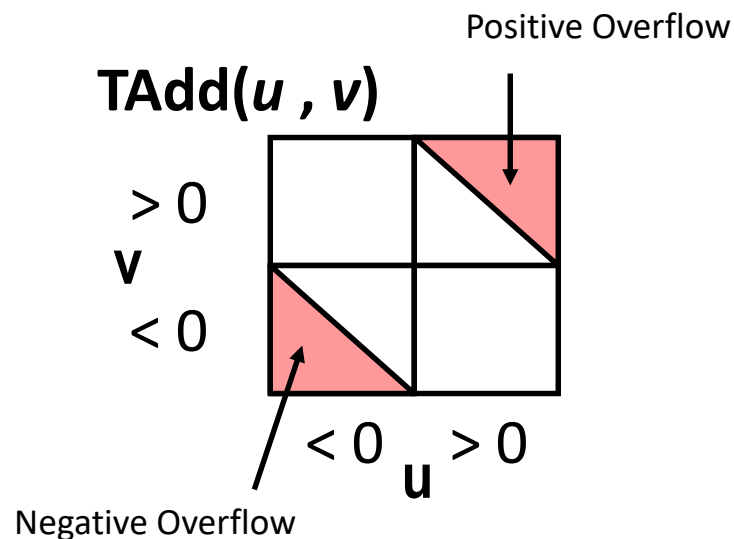 Positive Overflow
TAdd(u , v)
> 0
v
< 0
< 0 > 0
u
Negative Overflow